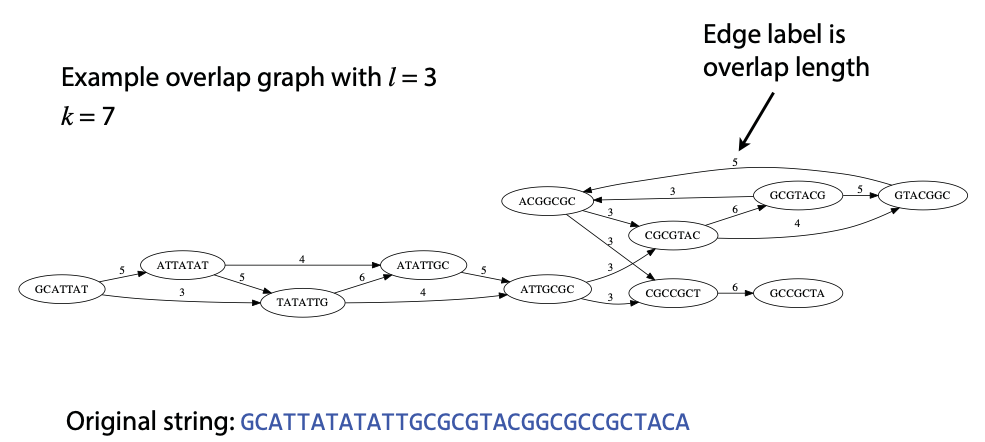 Edge label is
overlap length
Example overlap graph with l = 3
k = 7
5
ACGGCGC
3
GCGTACG
5
GTACGGC
3
6
CGCGTAC
4
3
ATTATAT
4
ATATTGC
5
5
6
5
3
GCATTAT
3
TATATTG
4
ATTGCGC
3
CGCCGCT
6
GCCGCTA
Original string: GCATTATATATTGCGCGTACGGCGCCGCTACA